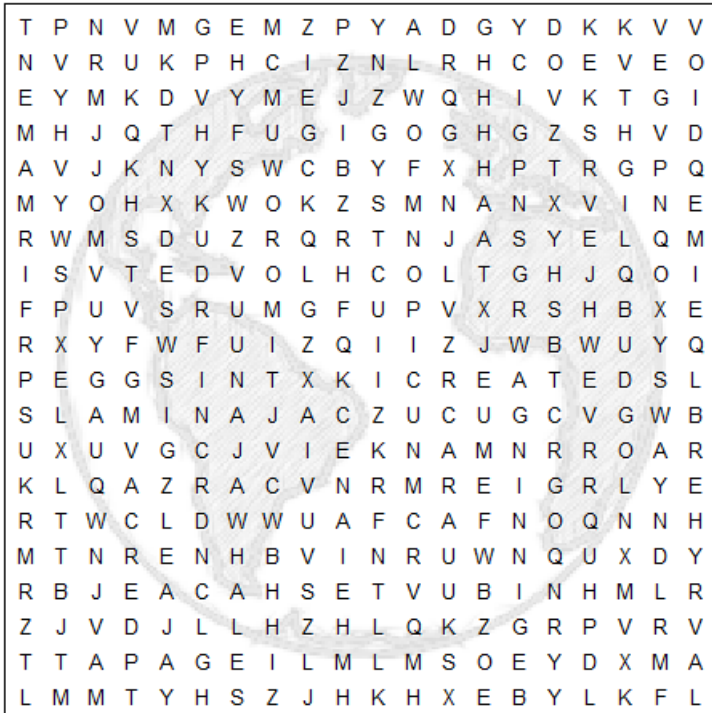 T P N V M G E M Z P Y A D G Y D K K V V
N V R U K P H C I Z N L R H C O E V E O
E Y M K D V Y M E J Z W Q H I V K T G I
M H J Q T H F U G I G O G H G Z S H V D
A V J K N Y S W C B Y F X H P T R G P Q
M Y O H X K W O K Z S M N A N X V I N E
R W M S D U Z R Q R T N J A S Y E L Q M
I S V T E D V O L H C O L T G H J Q O I
F P U V S R U M G F U P V X R S H B X E
R X Y F W F U I Z Q I I Z J W B W U Y Q
P E G G S I N T X K I C R E A T E D S L
S L A M I N A J A C Z U C U G C V G W B
U X U V G C J V I E K N A M N R R O A R
K L Q A Z R A C V N R M R E I G R L Y E
R T W C L D W W U A F C A F N O Q N N H
M T N R E N H B V I N R U W N Q U X D Y
R B J E A C A H S E T V U B I N H M L R
Z J V D J L L H Z H L Q K Z G R P V R V
T T A P A G E I L M L M S O E Y D X M A
L M M T Y H S Z J H K H X E B Y L K F L